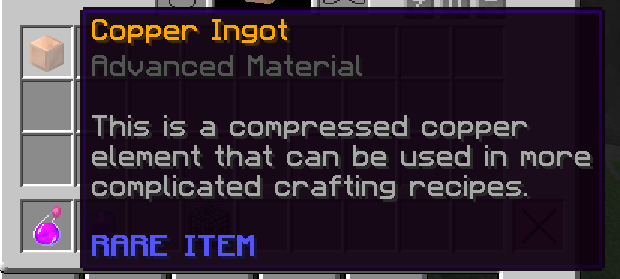 Copper Ingot
Advanced Material
This is a compressed copper
element that can be used in more
complicated crafting recipes.
RARE ITEM